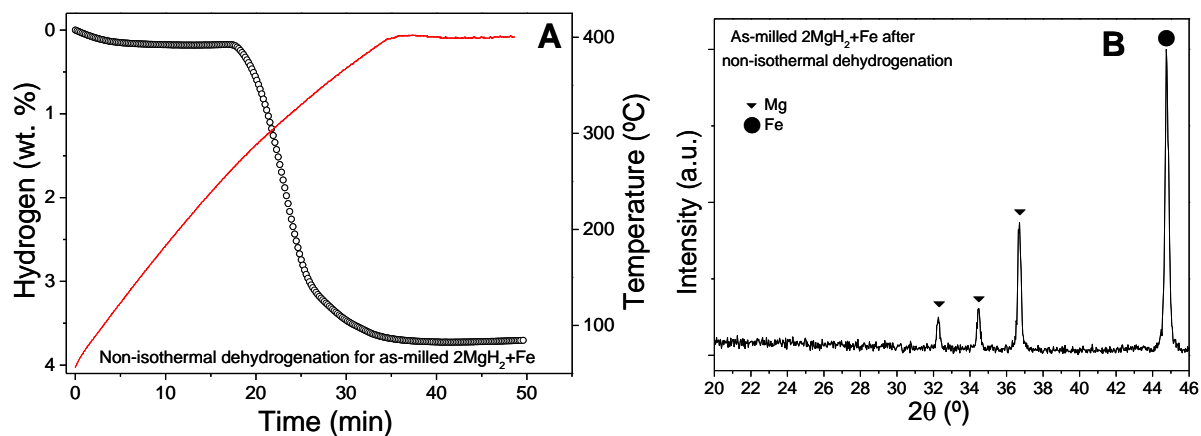 A
Hydrogen (wt. %)
0
1
2
3
4
Temperature (ºC)
400
300
200
100
Non-isothermal dehydrogenation for as-milled 2MgH₂+Fe
0 10 20 30 40 50
Time (min)
B
As-milled 2MgH₂+Fe after
non-isothermal dehydrogenation
Mg
Fe
Intensity (a.u.)
20 22 24 26 28 30 32 34 36 38 40 42 44 46
2θ (º)